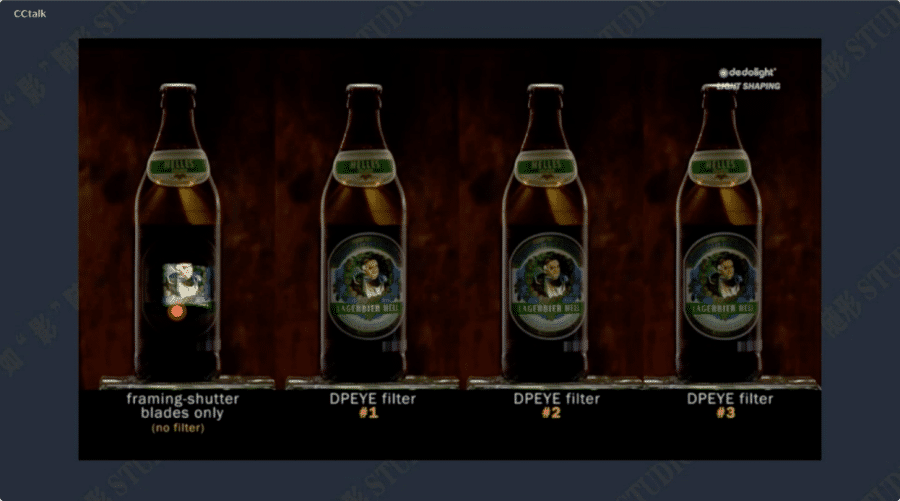 CCtalk
dedolight
LIGHT SHAPING
HELLES
HELLES
HELLES
HELLES
LAGERBIER HELL
LAGERBIER HELL
LAGERBIER HELL
framing-shutter
blades only
(no filter)
DPEYE filter
#1
DPEYE filter
#2
DPEYE filter
#3